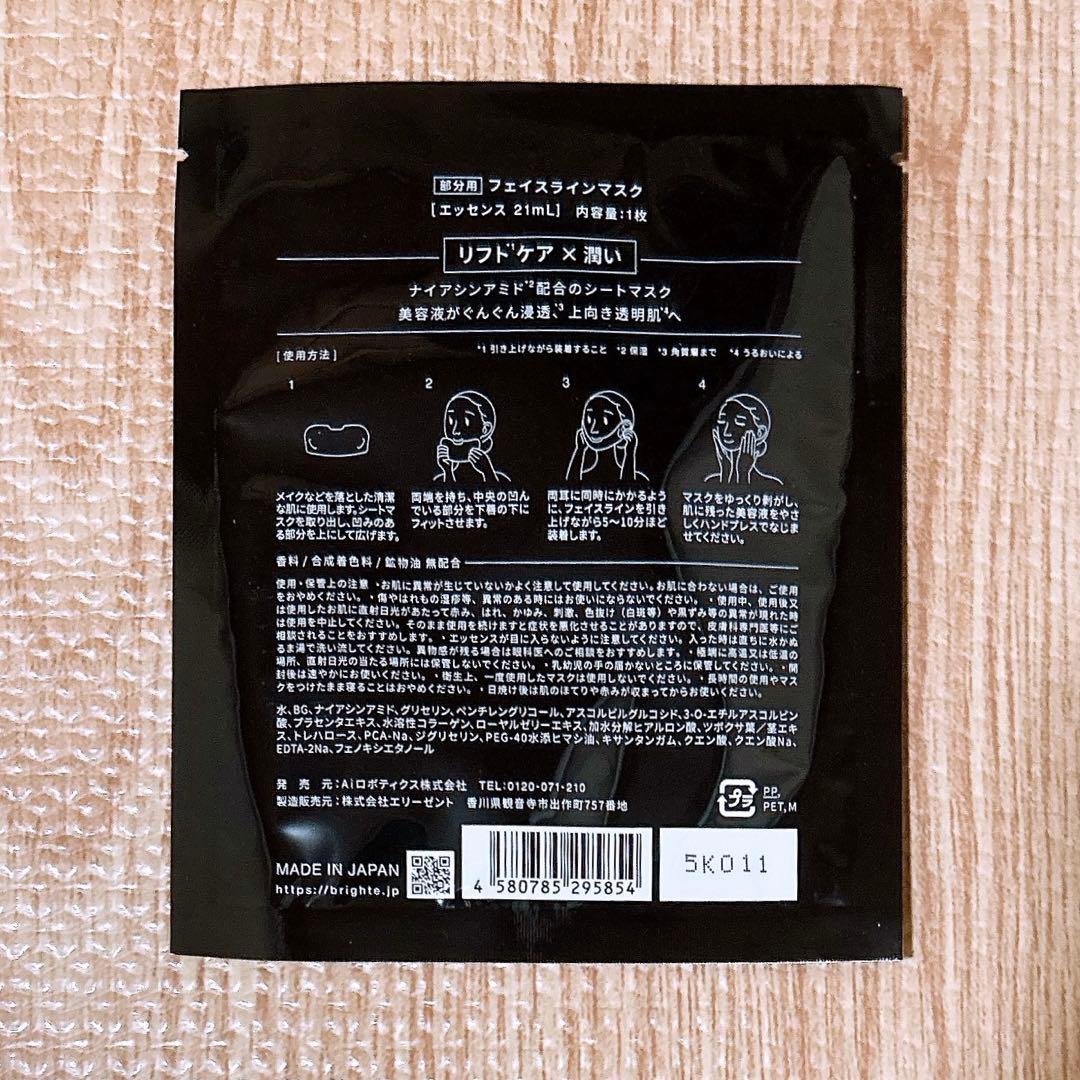 部分用 フェイスラインマスク
[エッセンス 21mL] 内容量:1枚
リフト*1ケア × 潤い
ナイアシンアミド*2配合のシートマスク
美容液がぐんぐん浸透、*3上向き透明肌*4へ
[使用方法]
*1 引き上げながら装着すること *2 保湿 *3 角質層まで *4 うるおいによる
1
2
3
4
メイクなどを落とした清潔
な肌に使用します。シートマ
スクを取り出し、凹みのあ
る部分を上にして広げます。
両端を持ち、中央の凹ん
でいる部分を下唇の下に
フィットさせます。
両耳に同時にかかるよう
に、フェイスラインを引き
上げながら5〜10分ほど
装着します。
マスクをゆっくり剥がし、
肌に残った美容液をやさ
しくハンドプレスでなじま
せてください。
香料/合成着色料/鉱物油 無配合
使用・保管上の注意 ・お肌に異常が生じていないかよく注意して使用してください。お肌に合わない場合は、ご使用
をおやめください。・傷やはれもの湿疹等、異常のある時にはお使いにならないでください。・使用中、使用後又
は使用したお肌に直射日光があたって赤み、はれ、かゆみ、刺激、色抜け(白斑等)や黒ずみ等の異常が現れた時
は使用を中止してください。そのまま使用を続けますと症状を悪化させることがありますので、皮膚科専門医等にご
相談されることをおすすめします。・エッセンスが目に入らないように注意してください。入った時は直ちに水かぬ
るま湯で洗い流してください。異物感が残る場合は眼科医へのご相談をおすすめします。・極端に高温又は低温の
場所、直射日光の当たる場所には保管しないでください。・乳幼児の手の届かないところに保管してください。・開
封後は速やかにお使いください。・衛生上、一度使用したマスクは使用しないでください。・長時間の使用やマス
クをつけたまま寝ることはおやめください。・日焼け後は肌のほてりや赤みが収まってからお使いください。
水、BG、ナイアシンアミド、グリセリン、ペンチレングリコール、アスコルビルグルコシド、3-O-エチルアスコルビン
酸、プラセンタエキス、水溶性コラーゲン、ローヤルゼリーエキス、加水分解ヒアルロン酸、ツボクサ葉/茎エキ
ス、トレハロース、PCA-Na、ジグリセリン、PEG-40水添ヒマシ油、キサンタンガム、クエン酸、クエン酸Na、
EDTA-2Na、フェノキシエタノール
発 売 元:Aiロボティクス株式会社 TEL:0120-071-210
製造販売元:株式会社エリーゼント 香川県観音寺市出作町757番地
プラ
PP,
PET,M
MADE IN JAPAN
https://brighte.jp
4 580785 295854
5K011